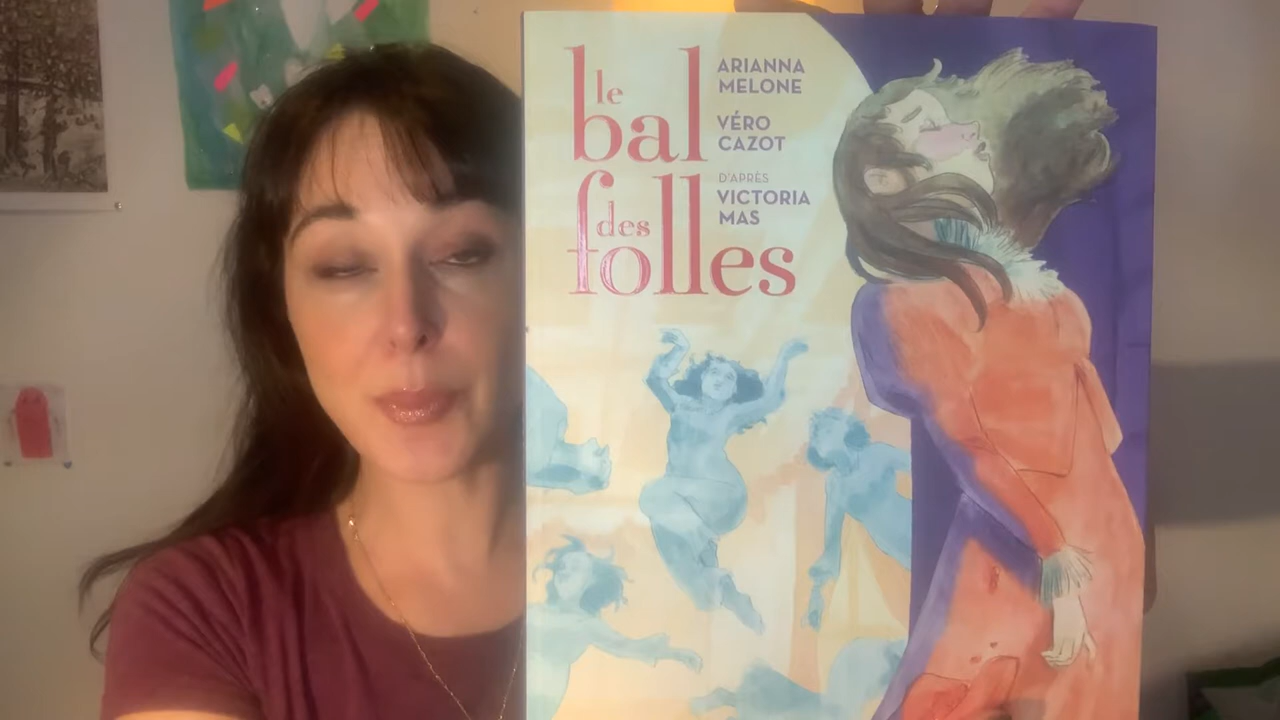 le
bal
des
folles
ARIANNA
MELONE
VÉRO
CAZOT
D'APRÈS
VICTORIA
MAS